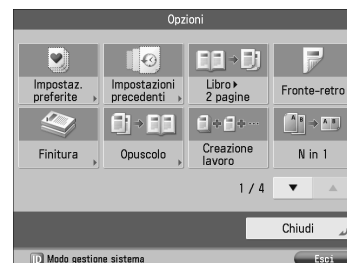 Opzioni
Impostaz.
preferite
Impostazioni
precedenti
Libro
2 pagine
Fronte-retro
Finitura
Opuscolo
Creazione
lavoro
N in 1
1 / 4
Chiudi
ID Modo gestione sistema
Esci